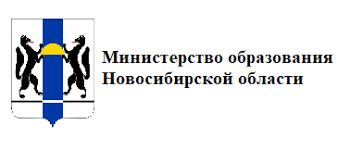 Министерство образования
Новосибирской области